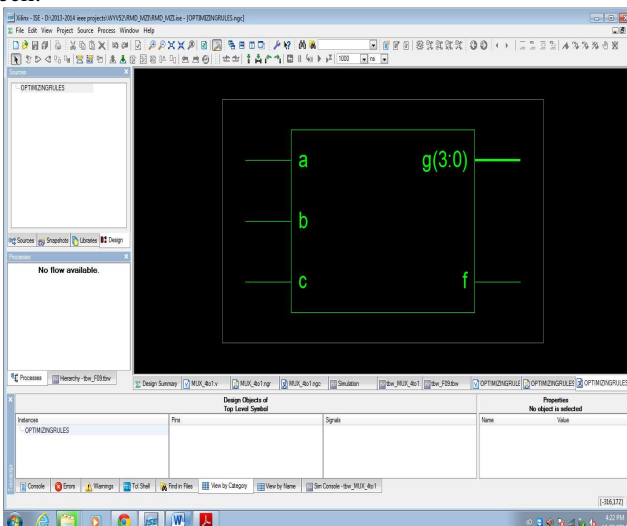 Xilinx - ISE - D:\2013-2014 ieee projects\WYV52\RMD_MZI\RMD_MZI.ise - [OPTIMIZINGRULES.ngc]
File Edit View Project Source Process Window Help
1000 ns
Sources
OPTIMIZINGRULES
a
g(3:0)
b
c
f
Sources Snapshots Libraries Design
Processes
No flow available.
Processes Hierarchy - tbw_F09.tbw
Design Summary MUX_4to1.v MUX_4to1.ngr MUX_4to1.ngc Simulation tbw_MUX_4to1 tbw_F09.tbw OPTIMIZINGRULE OPTIMIZINGRULES OPTIMIZINGRULES
Design Objects of
Top Level Symbol
Properties
No object is selected
Instances Pins Signals Name Value
OPTIMIZINGRULES
Console Errors Warnings Tcl Shell Find in Files View by Category View by Name Sim Console - tbw_MUX_4to1
[-316,172]
4:22 PM